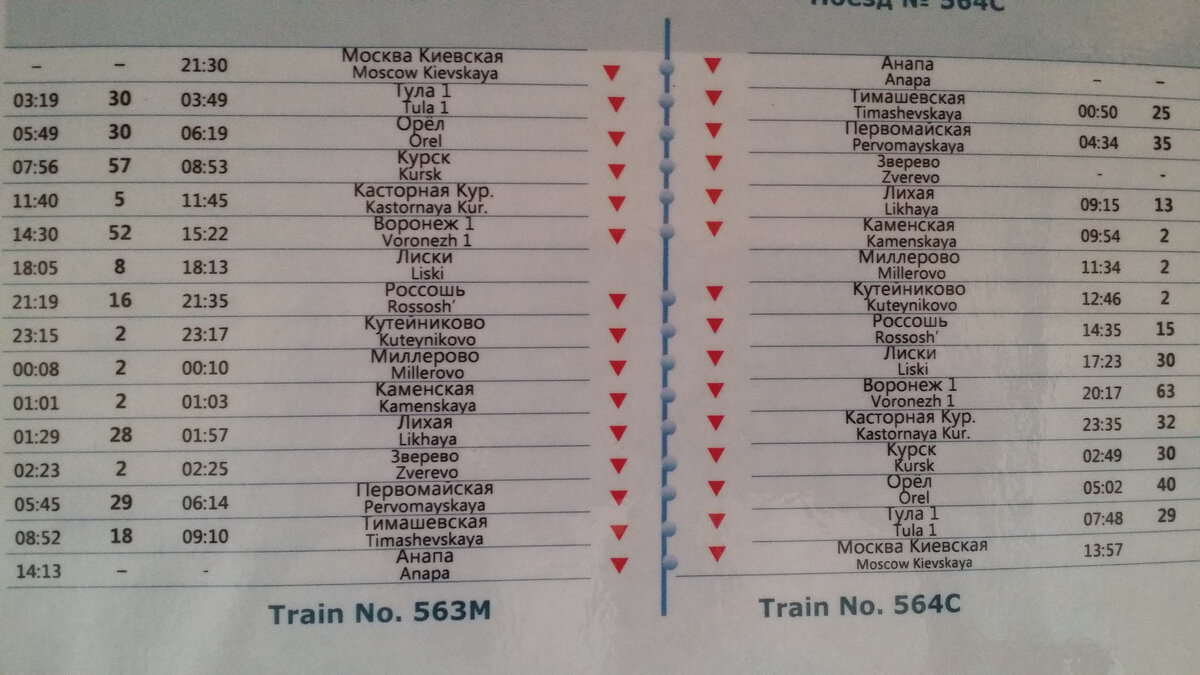 Поезд № 564С
– – 21:30 Москва Киевская
Moscow Kievskaya
03:19 30 03:49 Тула 1
Tula 1
05:49 30 06:19 Орёл
Orel
07:56 57 08:53 Курск
Kursk
11:40 5 11:45 Касторная Кур.
Kastornaya Kur.
14:30 52 15:22 Воронеж 1
Voronezh 1
18:05 8 18:13 Лиски
Liski
21:19 16 21:35 Россошь
Rossosh'
23:15 2 23:17 Кутейниково
Kuteynikovo
00:08 2 00:10 Миллерово
Millerovo
01:01 2 01:03 Каменская
Kamenskaya
01:29 28 01:57 Лихая
Likhaya
02:23 2 02:25 Зверево
Zverevo
05:45 29 06:14 Первомайская
Pervomayskaya
08:52 18 09:10 Тимашевская
Timashevskaya
14:13 – - Анапа
Anapa
Train No. 563M
Анапа
Anapa – –
Тимашевская
Timashevskaya 00:50 25
Первомайская
Pervomayskaya 04:34 35
Зверево
Zverevo - -
Лихая
Likhaya 09:15 13
Каменская
Kamenskaya 09:54 2
Миллерово
Millerovo 11:34 2
Кутейниково
Kuteynikovo 12:46 2
Россошь
Rossosh' 14:35 15
Лиски
Liski 17:23 30
Воронеж 1
Voronezh 1 20:17 63
Касторная Кур.
Kastornaya Kur. 23:35 32
Курск
Kursk 02:49 30
Орёл
Orel 05:02 40
Тула 1
Tula 1 07:48 29
Москва Киевская
Moscow Kievskaya 13:57
Train No. 564C